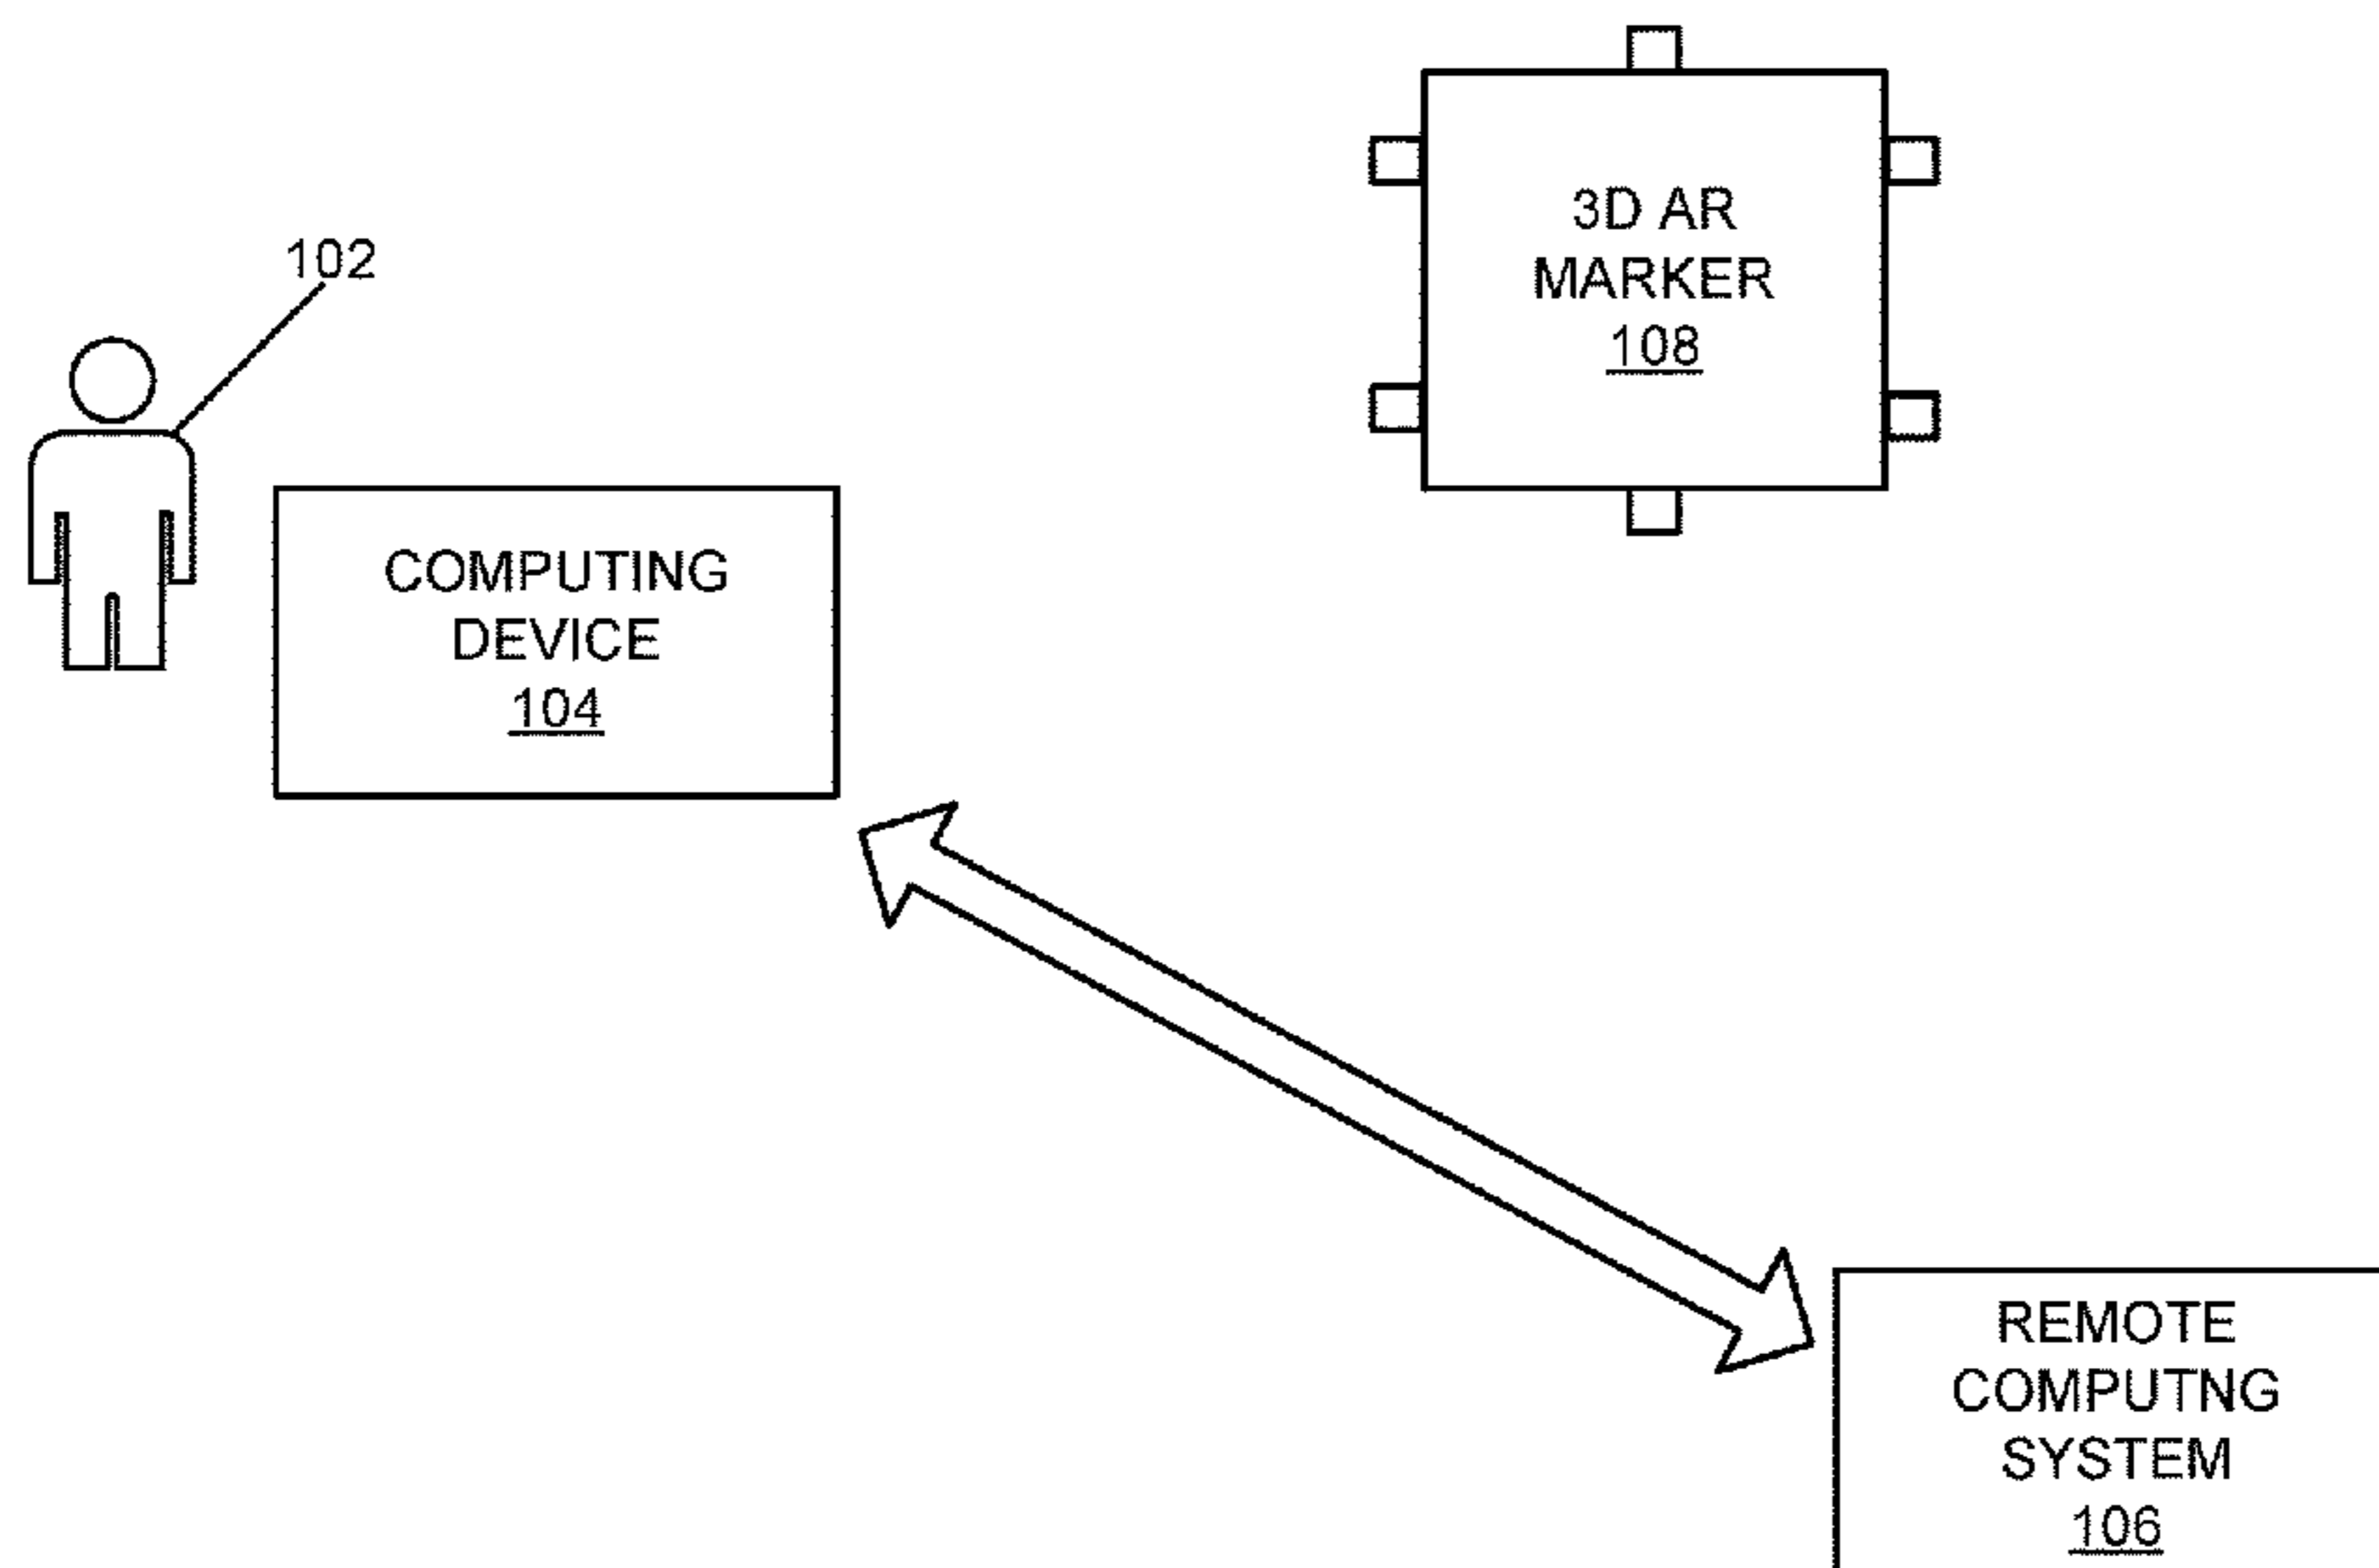 3D AR
MARKER
108
102
COMPUTING
DEVICE
104
REMOTE
COMPUTNG
SYSTEM
106